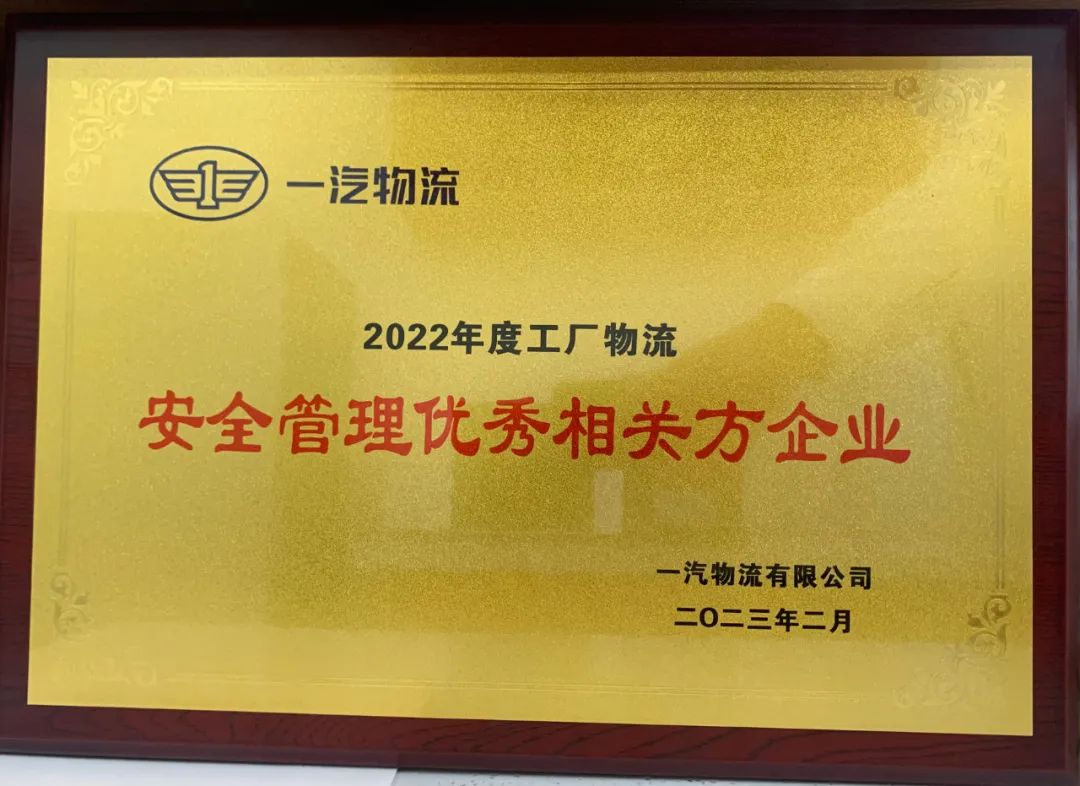 1 一汽物流
2022年度工厂物流
安全管理优秀相关方企业
一汽物流有限公司
二〇二三年二月